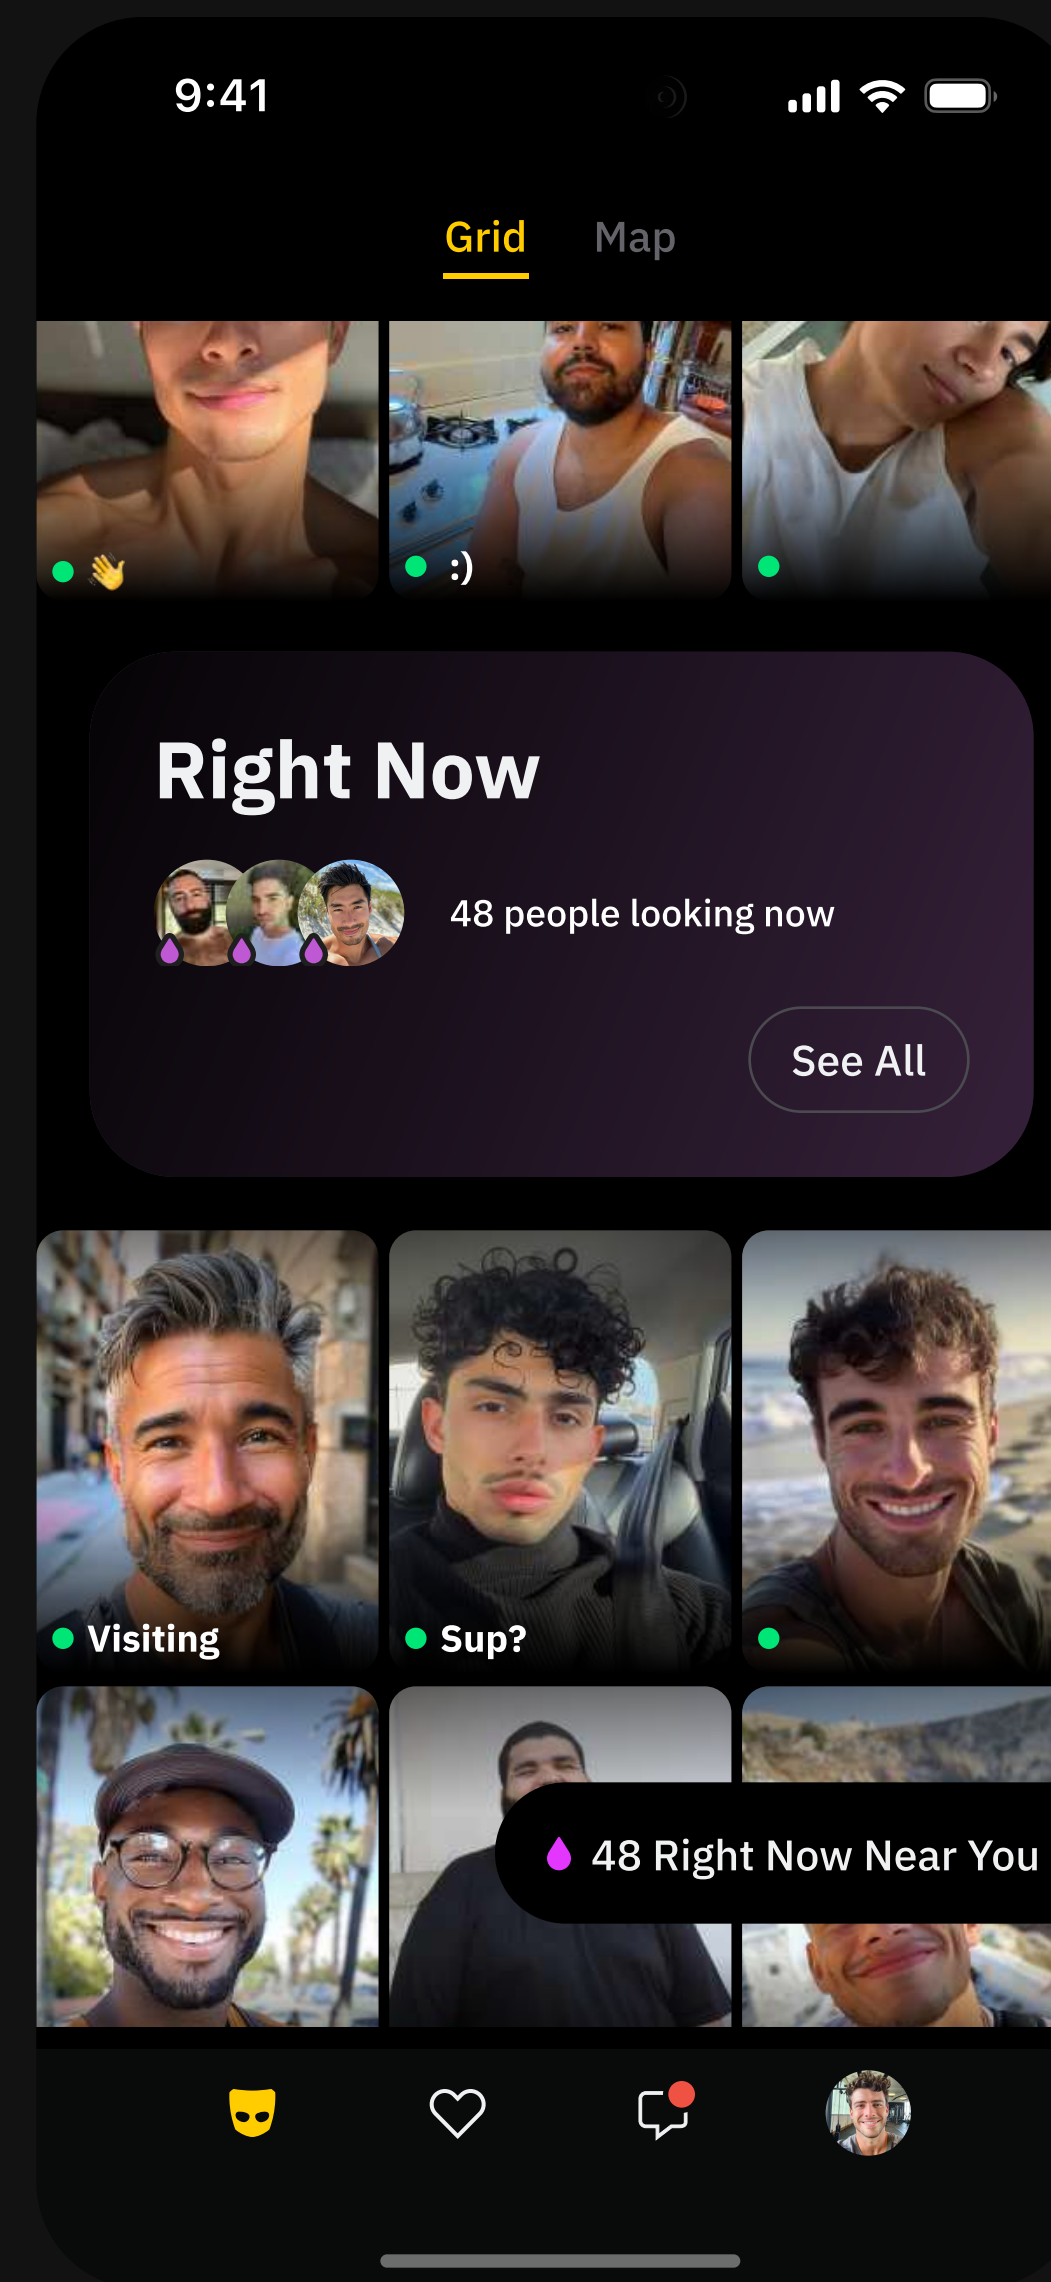 9:41
Grid Map
👋
:)
Right Now
48 people looking now
See All
Visiting
Sup?
48 Right Now Near You